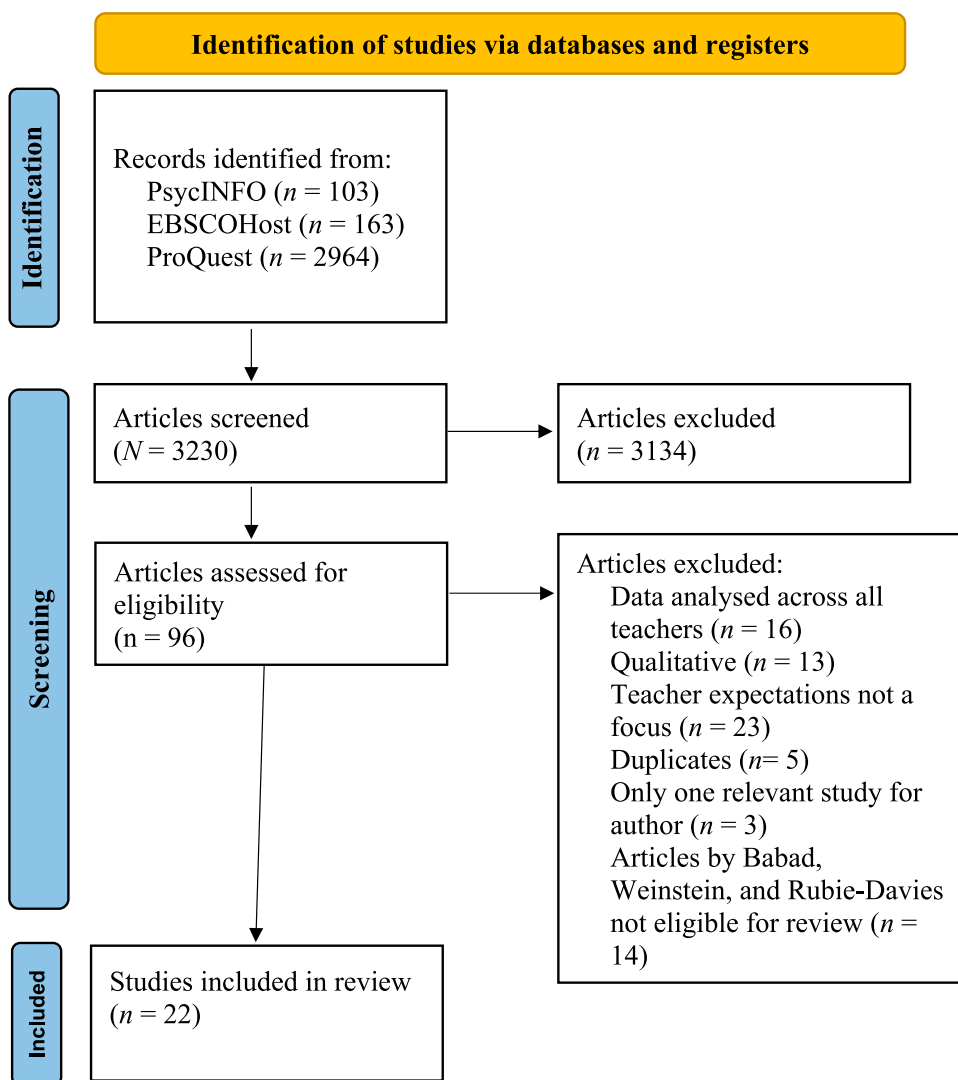 Identification of studies via databases and registers
Identification
Records identified from:
PsycINFO (n = 103)
EBSCOHost (n = 163)
ProQuest (n = 2964)
Screening
Articles screened
(N = 3230)
Articles excluded
(n = 3134)
Articles assessed for
eligibility
(n = 96)
Articles excluded:
Data analysed across all
teachers (n = 16)
Qualitative (n = 13)
Teacher expectations not a
focus (n = 23)
Duplicates (n= 5)
Only one relevant study for
author (n = 3)
Articles by Babad,
Weinstein, and Rubie-Davies
not eligible for review (n =
14)
Included
Studies included in review
(n = 22)